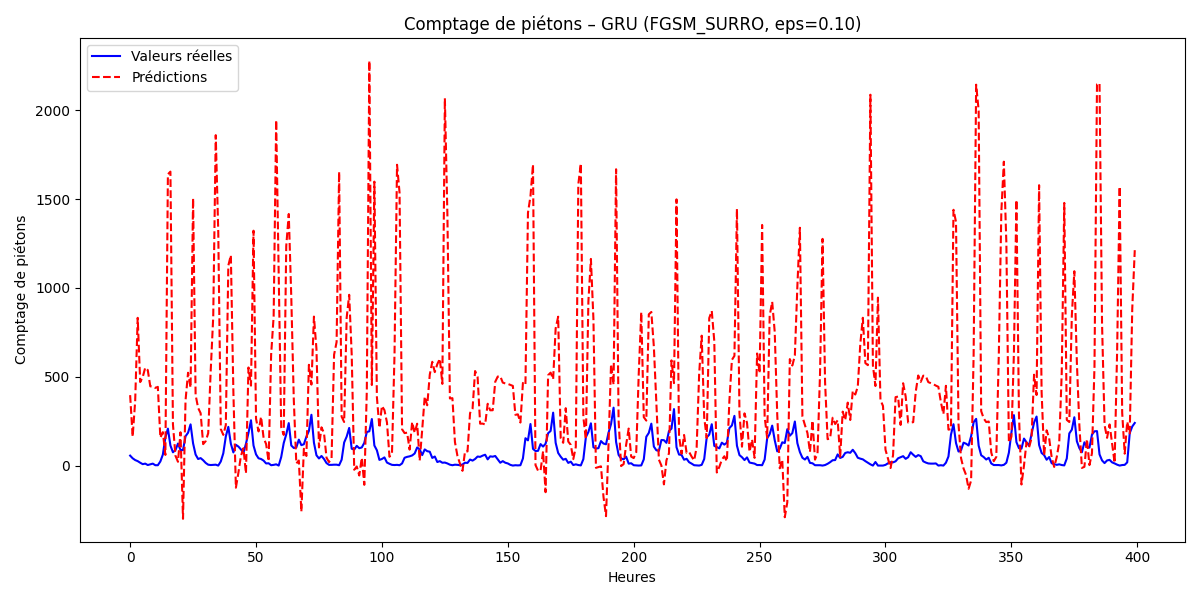 Comptage de piétons – GRU (FGSM_SURRO, eps=0.10)
Valeurs réelles
Prédictions
Comptage de piétons
2000
1500
1000
500
0
0 50 100 150 200 250 300 350 400
Heures